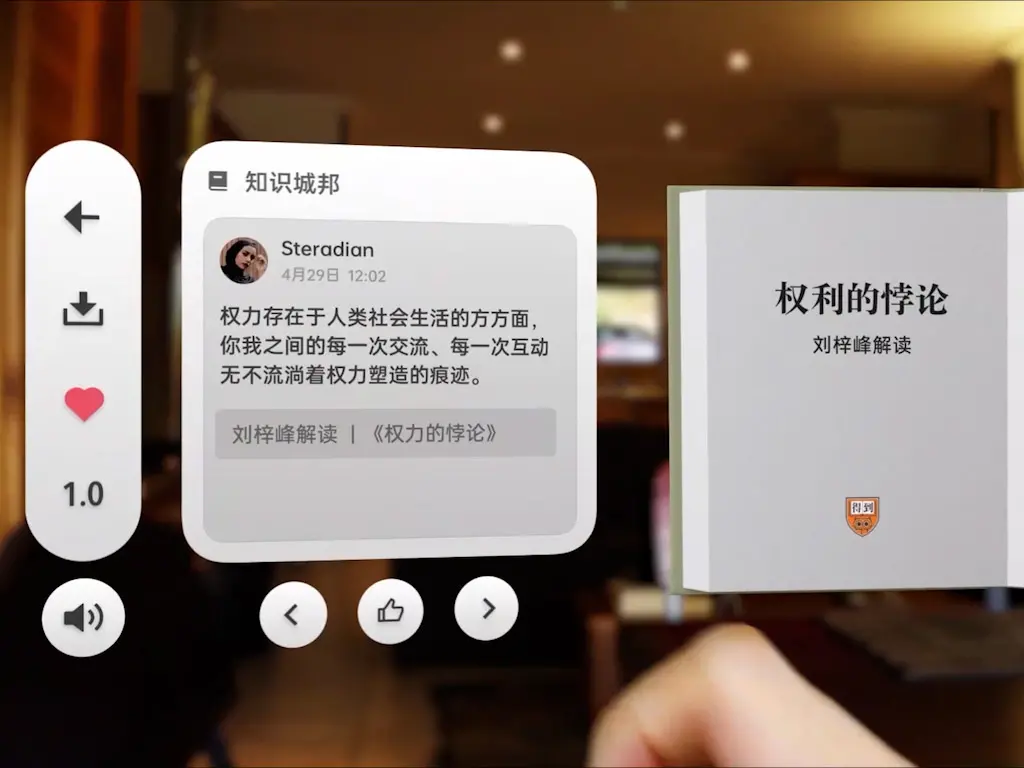 知识城邦
Steradian
4月29日 12:02
权力存在于人类社会生活的方方面，
你我之间的每一次交流、每一次互动
无不流淌着权力塑造的痕迹。
刘梓峰解读 | 《权力的悖论》
1.0
权利的悖论
刘梓峰解读
得到